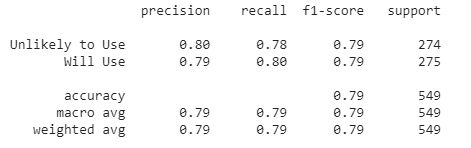 precision recall f1-score support
Unlikely to Use 0.80 0.78 0.79 274
Will Use 0.79 0.80 0.79 275
accuracy 0.79 549
macro avg 0.79 0.79 0.79 549
weighted avg 0.79 0.79 0.79 549